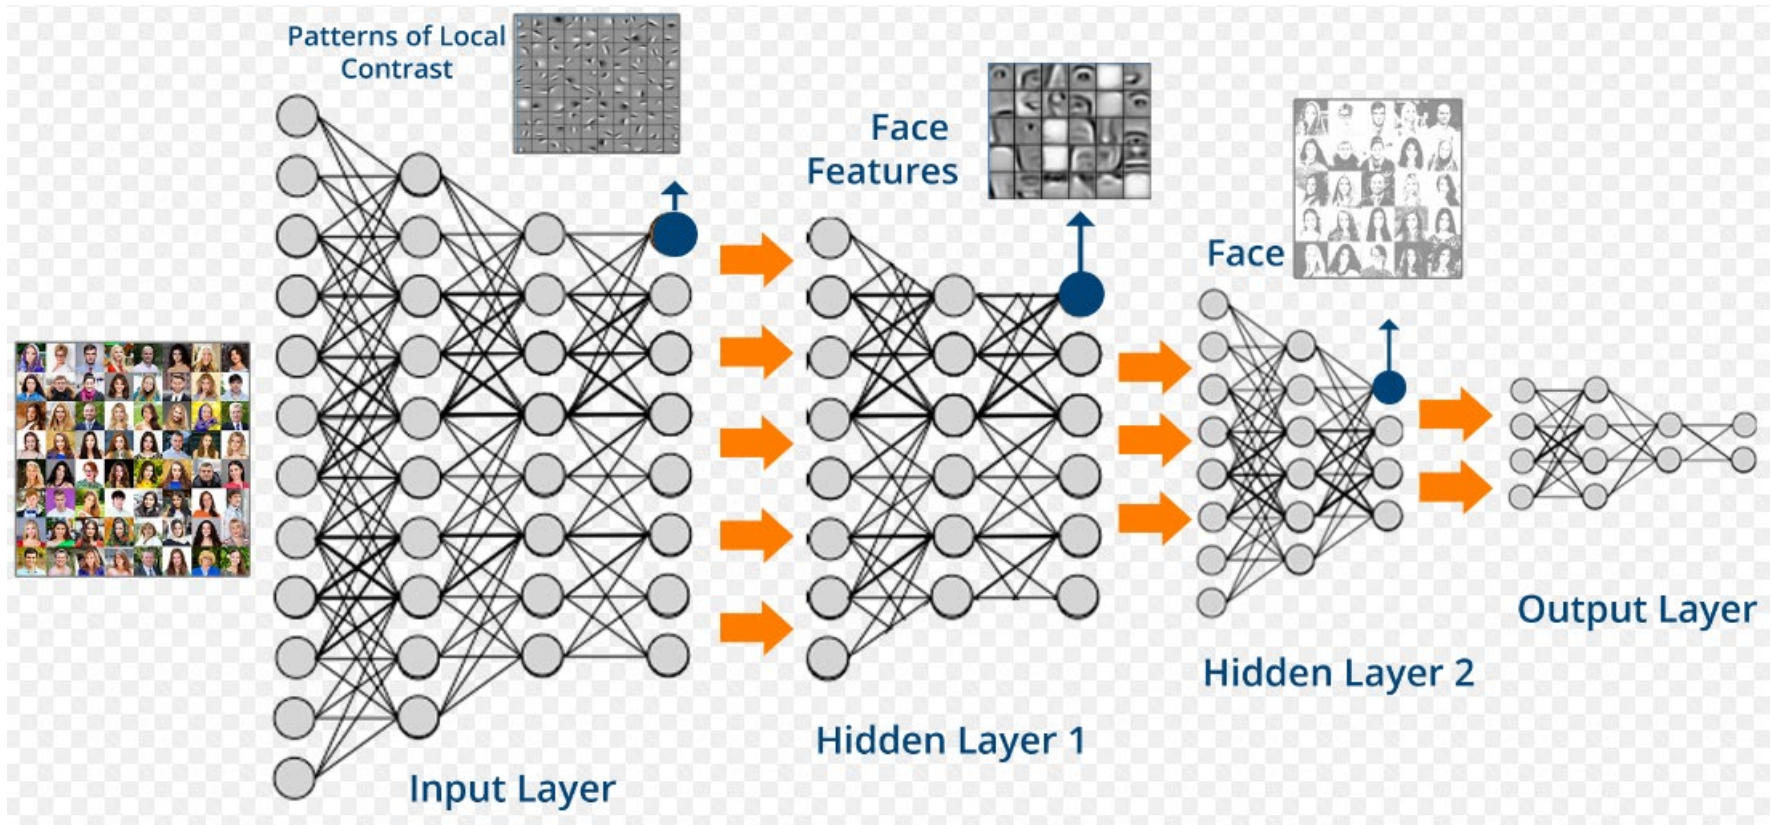 Patterns of Local
Contrast
Face
Features
Face
Input Layer
Hidden Layer 1
Hidden Layer 2
Output Layer